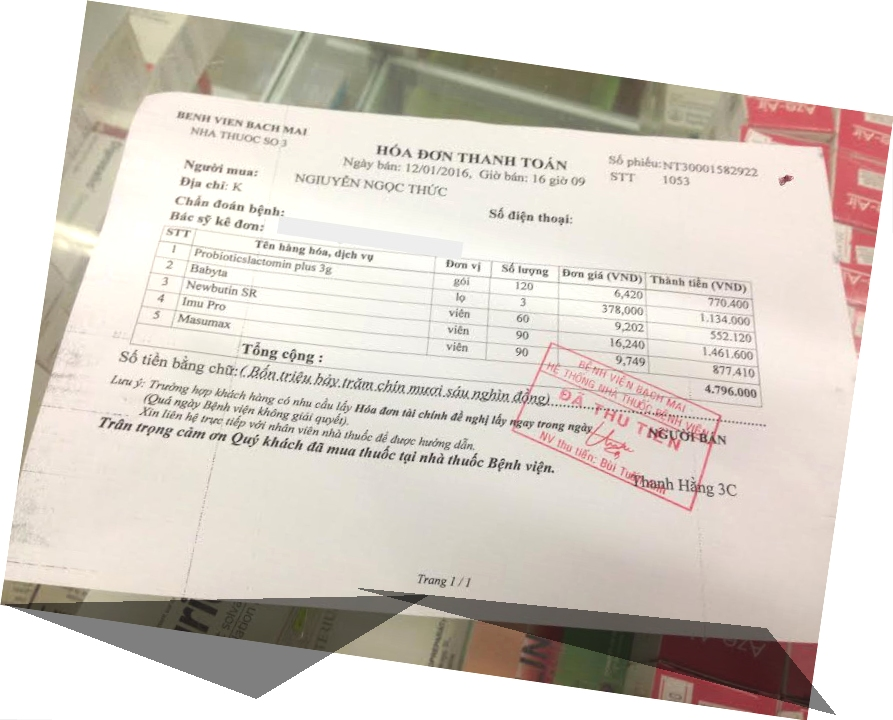 BENH VIEN BACH MAI
NHA THUOC SO 3
HÓA ĐƠN THANH TOÁN
Ngày bán: 12/01/2016, Giờ bán: 16 giờ 09
Số phiếu: NT30001582922
STT 1053
Người mua: NGIUYÊN NGỌC THỨC
Địa chỉ: K
Số điện thoại:
Chẩn đoán bệnh:
Bác sỹ kê đơn:
STT Tên hàng hóa, dịch vụ Đơn vị Số lượng Đơn giá (VND) Thành tiền (VND)
1 Probioticslactomin plus 3g gói 120 6,420 770.400
2 Babyta lọ 3 378,000 1.134.000
3 Newbutin SR viên 60 9,202 552.120
4 Imu Pro viên 90 16,240 1.461.600
5 Masumax viên 90 9,749 877.410
Tổng cộng : 4.796.000
Số tiền bằng chữ: ( Bốn triệu bảy trăm chín mươi sáu nghìn đồng)
Lưu ý: Trường hợp khách hàng có nhu cầu lấy Hóa đơn tài chính đề nghị lấy ngay trong ngày
(Quá ngày Bệnh viện không giải quyết).
Xin liên hệ trực tiếp với nhân viên nhà thuốc để được hướng dẫn.
Trân trọng cảm ơn Quý khách đã mua thuốc tại nhà thuốc Bệnh viện.
BỆNH VIỆN BẠCH MAI
HỆ THỐNG NHÀ THUỐC BỆNH VIỆN
ĐÃ THU TIỀN
NV thu tiền: Bùi
NGƯỜI BÁN
Thanh Hằng 3C
Trang 1 / 1